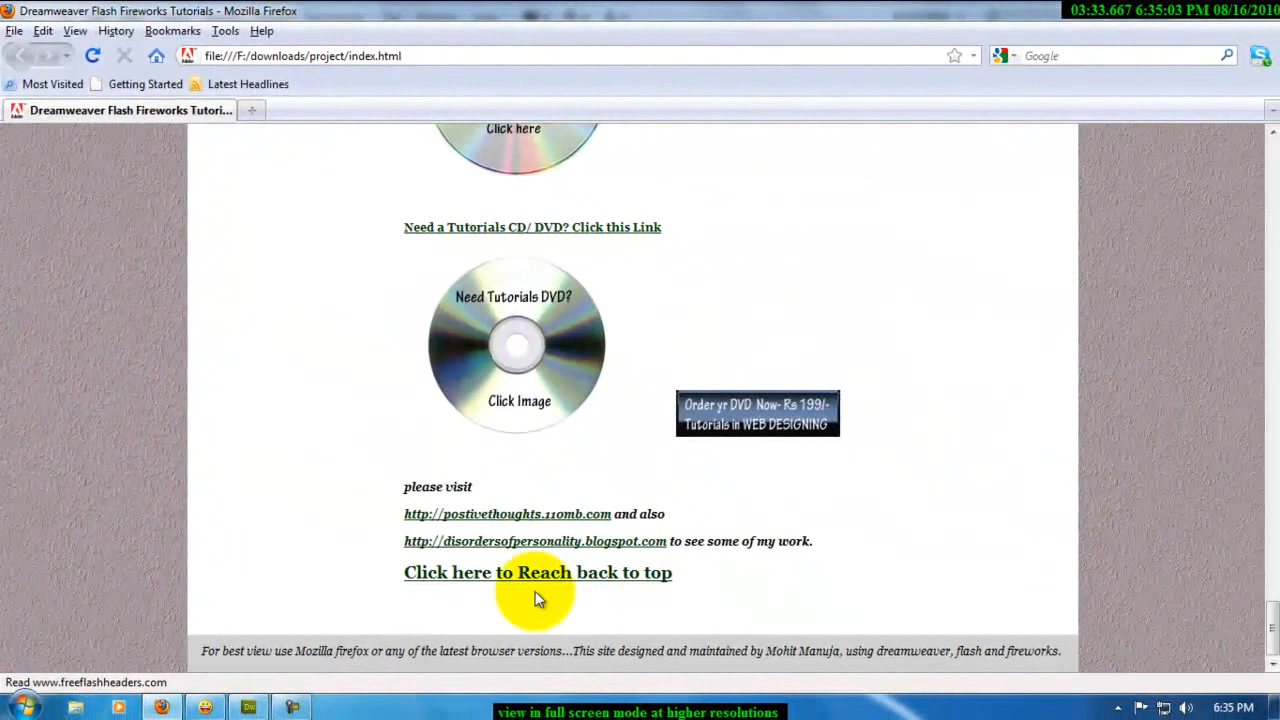 Dreamweaver Flash Fireworks Tutorials - Mozilla Firefox
03:33.667 6:35:03 PM 08/16/2010
File Edit View History Bookmarks Tools Help
file:///F:/downloads/project/index.html
Google
Most Visited Getting Started Latest Headlines
Dreamweaver Flash Fireworks Tutori...
Click here
Need a Tutorials CD/ DVD? Click this Link
Need Tutorials DVD?
Click Image
Order yr DVD Now- Rs 199/-
Tutorials in WEB DESIGNING
please visit
http://postivethoughts.110mb.com and also
http://disordersofpersonality.blogspot.com to see some of my work.
Click here to Reach back to top
For best view use Mozilla firefox or any of the latest browser versions...This site designed and maintained by Mohit Manuja, using dreamweaver, flash and fireworks.
Read www.freeflashheaders.com
Dw
6:35 PM
view in full screen mode at higher resolutions